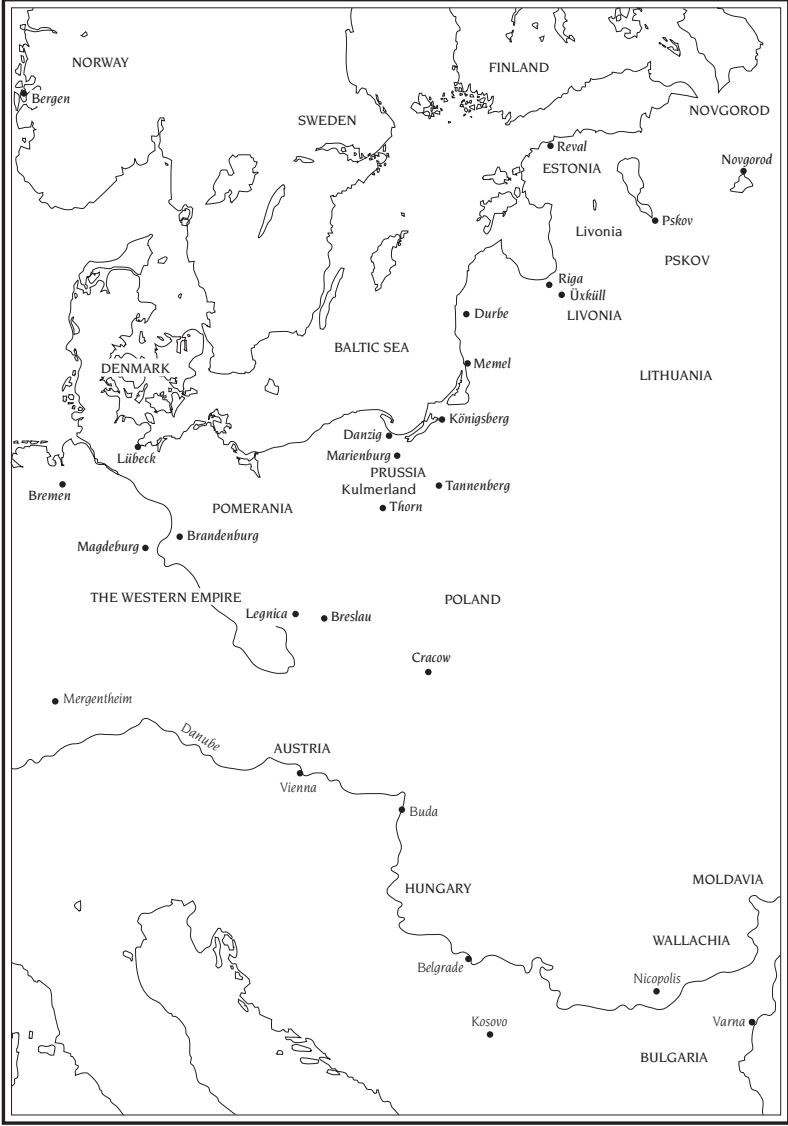 NORWAY
FINLAND
Bergen
NOVGOROD
SWEDEN
Reval
Novgorod
ESTONIA
Pskov
Livonia
PSKOV
Riga
Üxküll
Durbe
LIVONIA
BALTIC SEA
Memel
DENMARK
LITHUANIA
Königsberg
Danzig
Lübeck
Marienburg
PRUSSIA
Tannenberg
Kulmerland
Bremen
POMERANIA
Thorn
Brandenburg
Magdeburg
THE WESTERN EMPIRE
POLAND
Legnica
Breslau
Cracow
Mergentheim
Danube
AUSTRIA
Vienna
Buda
MOLDAVIA
HUNGARY
WALLACHIA
Belgrade
Nicopolis
Kosovo
Varna
BULGARIA